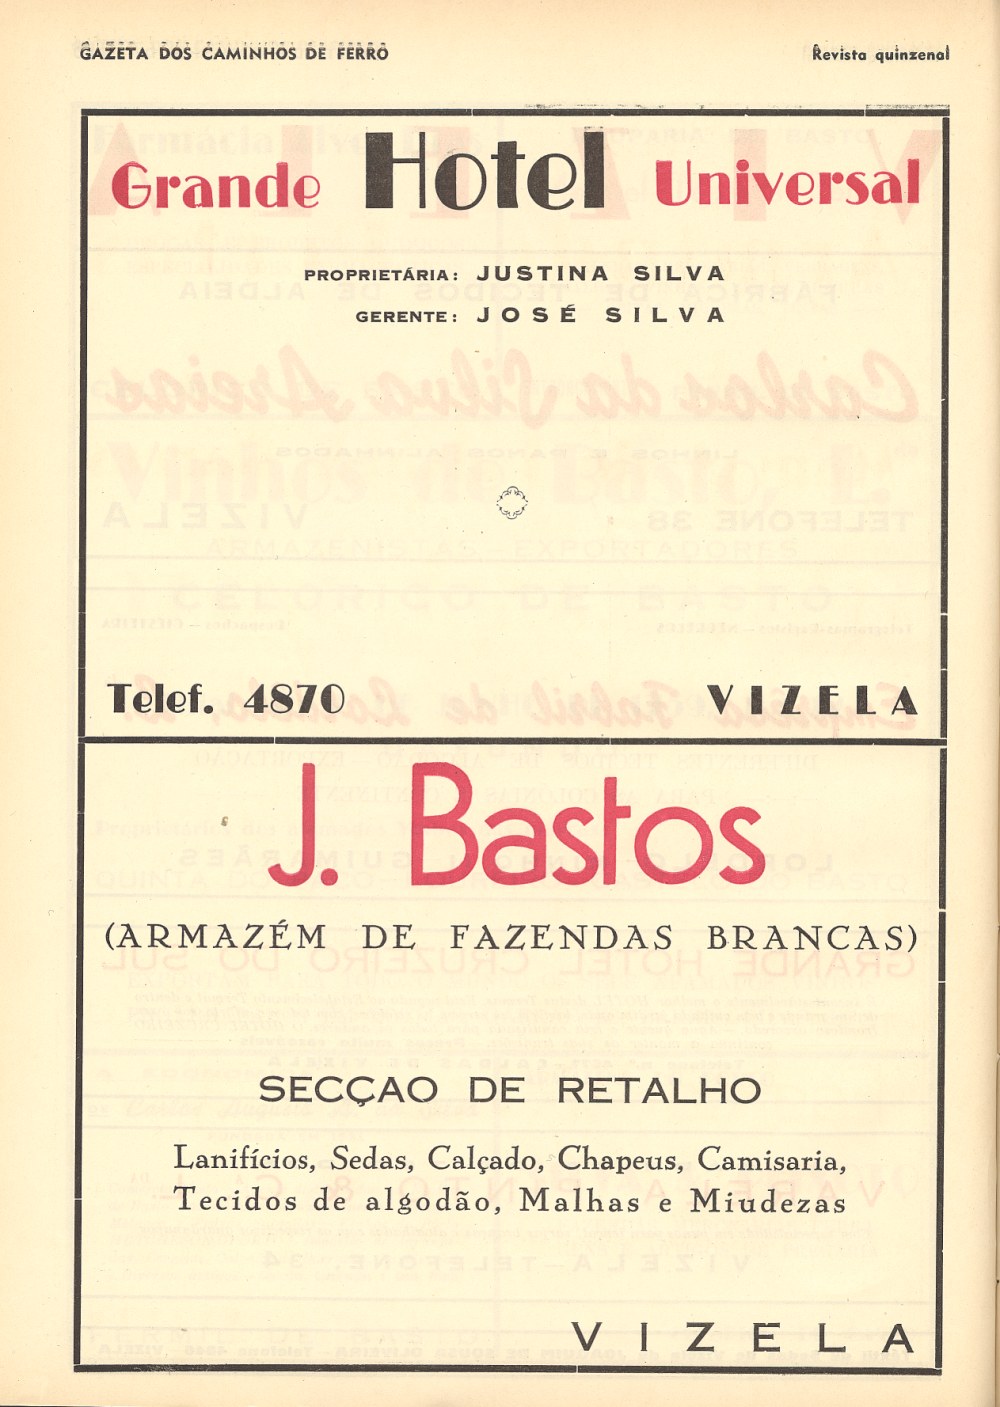 GAZETA DOS CAMINHOS DE FERRO
Revista quinzenal
Grande Hotel Universal
PROPRIETÁRIA: JUSTINA SILVA
GERENTE: JOSÉ SILVA
Telef. 4870
VIZELA
J. Bastos
(ARMAZÉM DE FAZENDAS BRANCAS)
SECÇAO DE RETALHO
Lanifícios, Sedas, Calçado, Chapeus, Camisaria,
Tecidos de algodão, Malhas e Miudezas
VIZELA